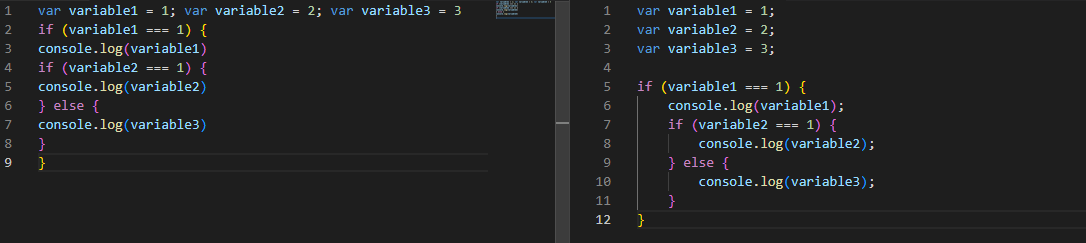 1 var variable1 = 1; var variable2 = 2; var variable3 = 3
2 if (variable1 === 1) {
3 console.log(variable1)
4 if (variable2 === 1) {
5 console.log(variable2)
6 } else {
7 console.log(variable3)
8 }
9 }
1 var variable1 = 1;
2 var variable2 = 2;
3 var variable3 = 3;
4
5 if (variable1 === 1) {
6     console.log(variable1);
7     if (variable2 === 1) {
8         console.log(variable2);
9     } else {
10         console.log(variable3);
11     }
12 }